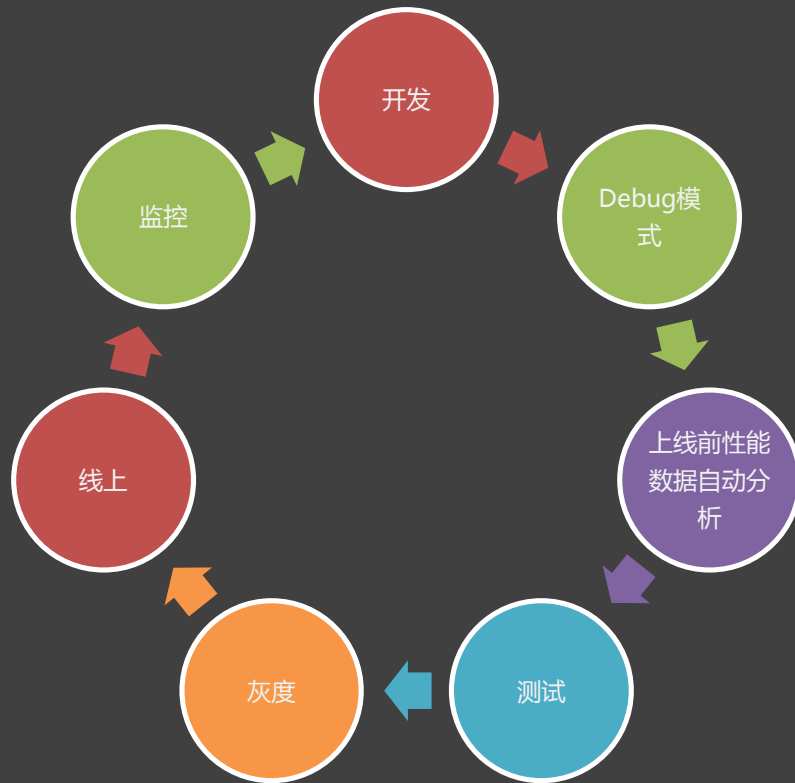 开发
Debug模
式
上线前性能
数据自动分
析
测试
灰度
线上
监控